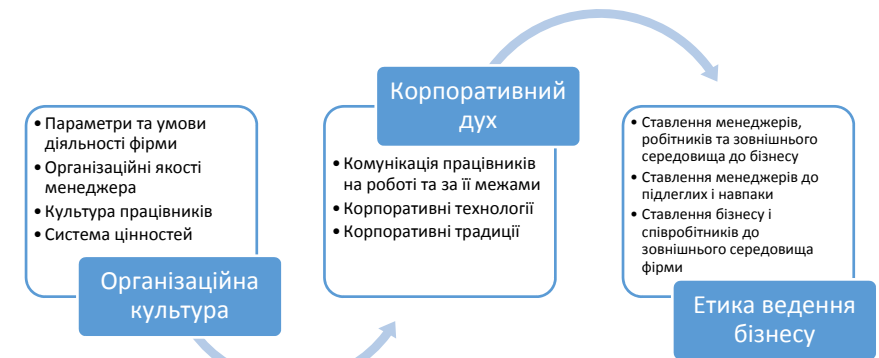 • Параметри та умови
діяльності фірми
• Організаційні якості
менеджера
• Культура працівників
• Система цінностей
Організаційна
культура
Корпоративний
дух
• Комунікація працівників
на роботі та за її межами
• Корпоративні технології
• Корпоративні традиції
• Ставлення менеджерів,
робітників та зовнішнього
середовища до бізнесу
• Ставлення менеджерів до
підлеглих і навпаки
• Ставлення бізнесу і
співробітників до
зовнішнього середовища
фірми
Етика ведення
бізнесу